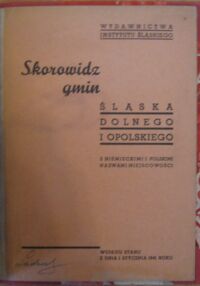 WYDAWNICTWA
INSTYTUTU ŚLĄSKIEGO
Skorowidz
gmin
ŚLĄSKA
DOLNEGO
I OPOLSKIEGO
Z NIEMIECKIMI I POLSKIMI
NAZWAMI MIEJSCOWOŚCI
WEDŁUG STANU
Z DNIA 1 STYCZNIA 1941 ROKU